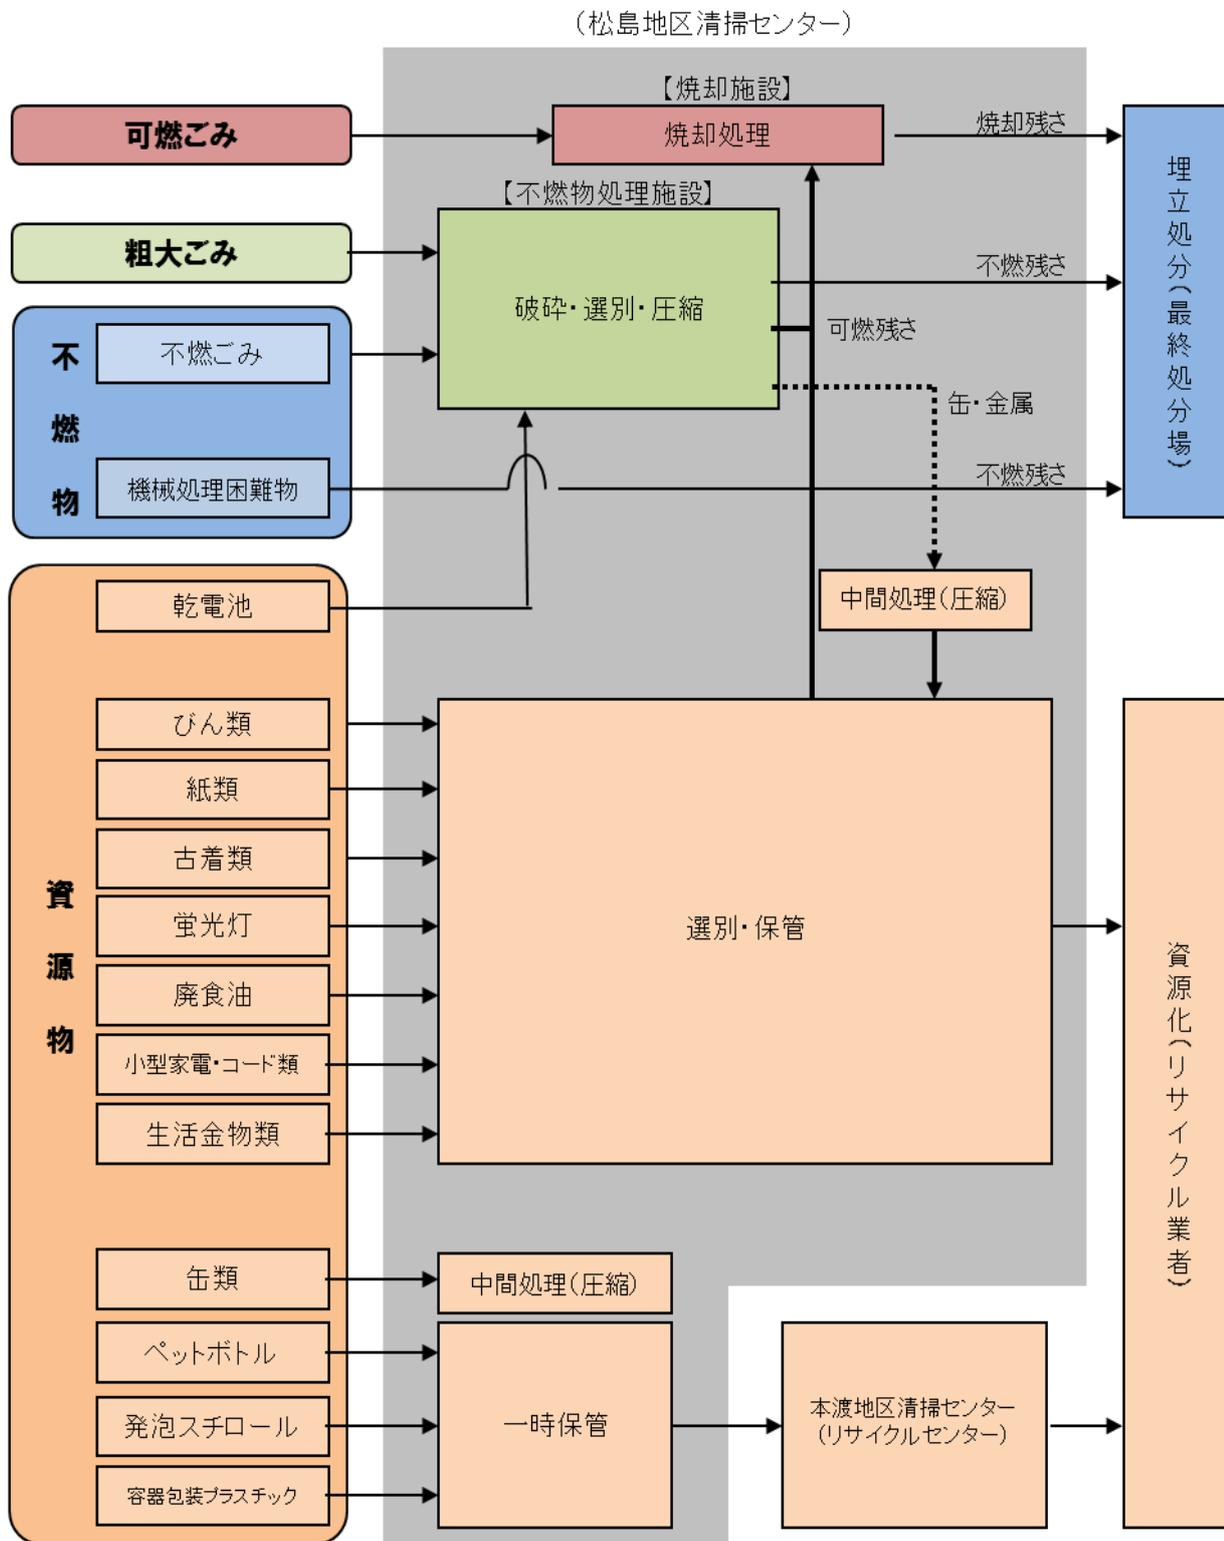 （松島地区清掃センター）
【焼却施設】
可燃ごみ
焼却処理
焼却残さ
【不燃物処理施設】
粗大ごみ
破砕・選別・圧縮
不燃残さ
可燃残さ
缶・金属
不燃物
不燃ごみ
機械処理困難物
不燃残さ
埋立処分（最終処分場）
資源物
乾電池
中間処理（圧縮）
びん類
紙類
古着類
蛍光灯
廃食油
小型家電・コード類
生活金物類
選別・保管
資源化（リサイクル業者）
缶類
中間処理（圧縮）
ペットボトル
発泡スチロール
容器包装プラスチック
一時保管
本渡地区清掃センター
（リサイクルセンター）